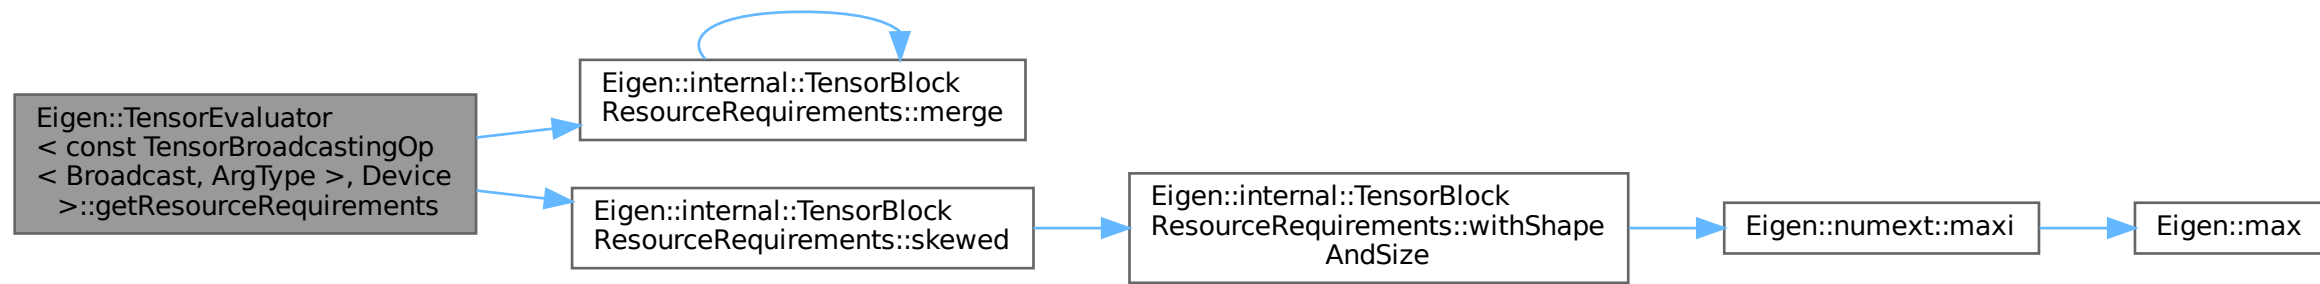 Eigen::TensorEvaluator
< const TensorBroadcastingOp
< Broadcast, ArgType >, Device
>::getResourceRequirements
Eigen::internal::TensorBlock
ResourceRequirements::merge
Eigen::internal::TensorBlock
ResourceRequirements::skewed
Eigen::internal::TensorBlock
ResourceRequirements::withShape
AndSize
Eigen::numext::maxi
Eigen::max